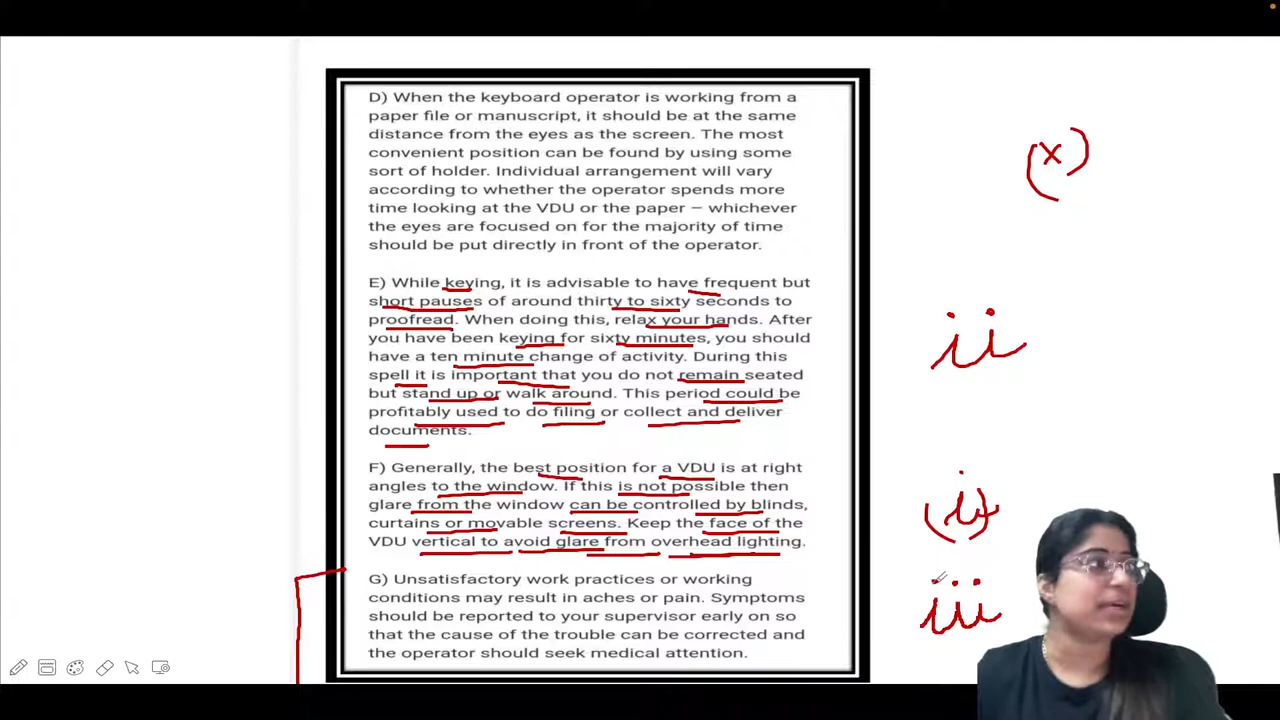 D) When the keyboard operator is working from a
paper file or manuscript, it should be at the same
distance from the eyes as the screen. The most
convenient position can be found by using some
sort of holder. Individual arrangement will vary
according to whether the operator spends more
time looking at the VDU or the paper – whichever
the eyes are focused on for the majority of time
should be put directly in front of the operator.
(x)
E) While keying, it is advisable to have frequent but
short pauses of around thirty to sixty seconds to
proofread. When doing this, relax your hands. After
you have been keying for sixty minutes, you should
have a ten minute change of activity. During this
spell it is important that you do not remain seated
but stand up or walk around. This period could be
profitably used to do filing or collect and deliver
documents.
ii
F) Generally, the best position for a VDU is at right
angles to the window. If this is not possible then
glare from the window can be controlled by blinds,
curtains or movable screens. Keep the face of the
VDU vertical to avoid glare from overhead lighting.
G) Unsatisfactory work practices or working
conditions may result in aches or pain. Symptoms
should be reported to your supervisor early on so
that the cause of the trouble can be corrected and
the operator should seek medical attention.
iii